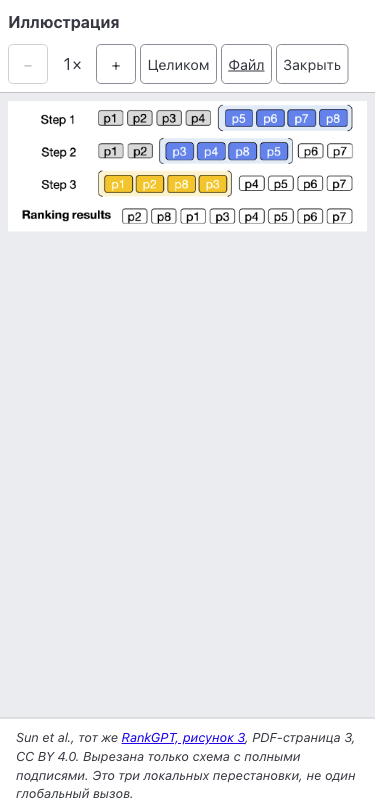 Иллюстрация
− 1× + Целиком Файл Закрыть
Step 1 p1 p2 p3 p4 p5 p6 p7 p8
Step 2 p1 p2 p3 p4 p8 p5 p6 p7
Step 3 p1 p2 p8 p3 p4 p5 p6 p7
Ranking results p2 p8 p1 p3 p4 p5 p6 p7
Sun et al., тот же RankGPT, рисунок 3, PDF-страница 3,
CC BY 4.0. Вырезана только схема с полными
подписями. Это три локальных перестановки, не один
глобальный вызов.